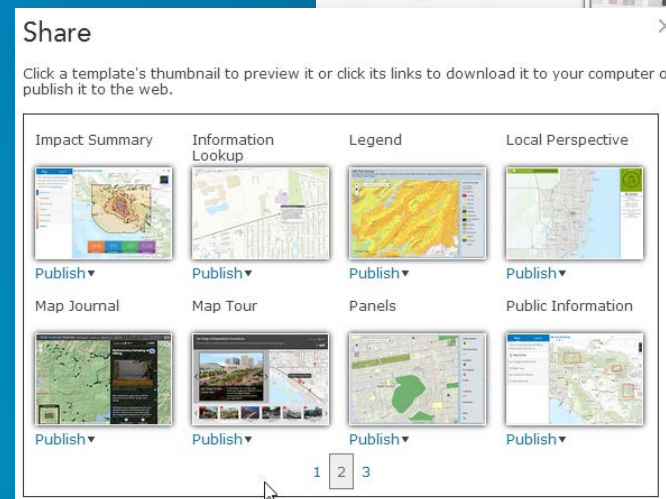 Share
Click a template's thumbnail to preview it or click its links to download it to your computer o
publish it to the web.
Impact Summary
Information
Lookup
Legend
Local Perspective
Publish▾
Publish▾
Publish▾
Publish▾
Map Journal
Map Tour
Panels
Public Information
Publish▾
Publish▾
Publish▾
Publish▾
1 2 3